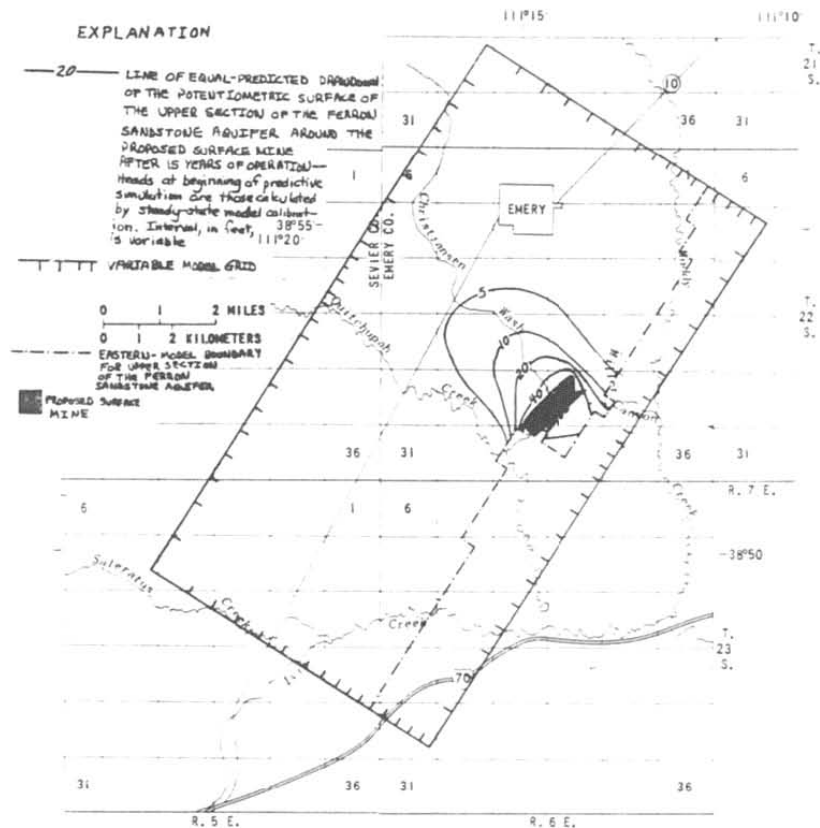 111°15'
111°10'
EXPLANATION
20
LINE OF EQUAL-PREDICTED DRAWDOWN
OF THE POTENTIOMETRIC SURFACE OF
THE UPPER SECTION OF THE FERRON
SANDSTONE AQUIFER AROUND THE
PROPOSED SURFACE MINE
AFTER 15 YEARS OF OPERATION—
Heads at beginning of predictive
simulation are those calculated
by steady-state model calibrat-
ion. Interval, in feet,
is variable
VARIABLE MODEL GRID
0 1 2 MILES
0 1 2 KILOMETERS
EASTERN-MODEL BOUNDARY
FOR UPPER SECTION
OF THE FERRON
SANDSTONE AQUIFER
PROPOSED SURFACE
MINE
38°55'
111°20'
T.
21
S.
10
31
36
31
1
6
6
EMERY
SEVIER CO.
EMERY CO.
Christiansen
Wash
Quitchupah
Creek
5
10
20
40
T.
22
S.
Canyon
Creek
36
31
36
31
R. 7 E.
6
1
6
38°50'
Saleratus
Creek
Creek
T.
23
S.
70
31
36
31
36
R. 5 E.
R. 6 E.